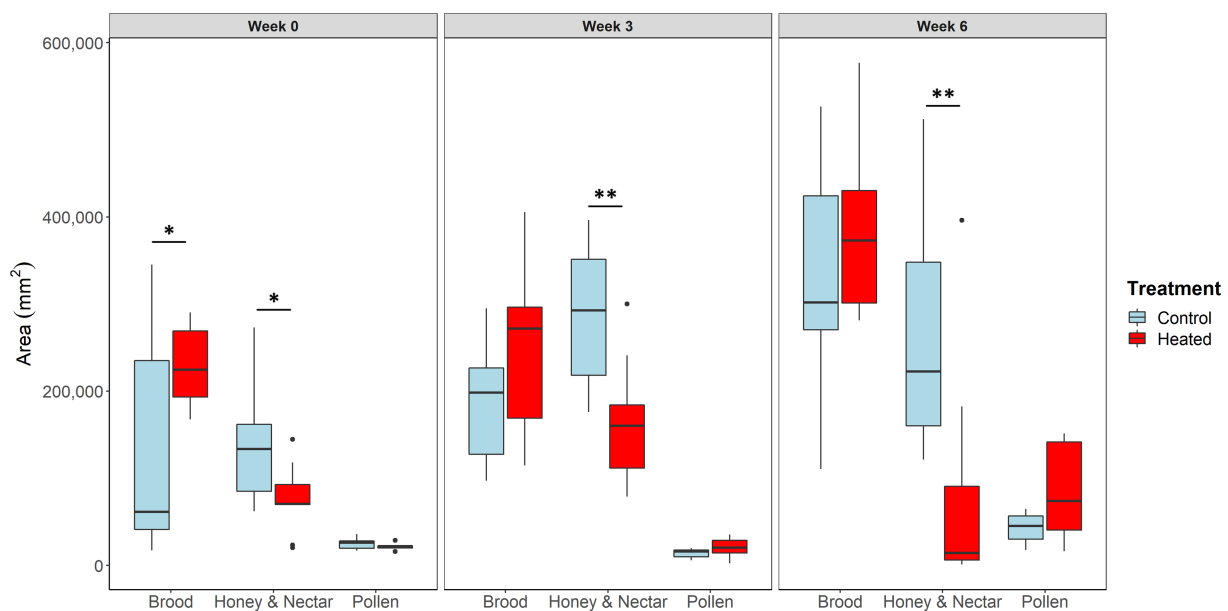 Week 0 Week 3 Week 6
600,000
400,000
200,000
0
Area (mm²)
* * ** **
Brood Honey & Nectar Pollen Brood Honey & Nectar Pollen Brood Honey & Nectar Pollen
Treatment
Control
Heated